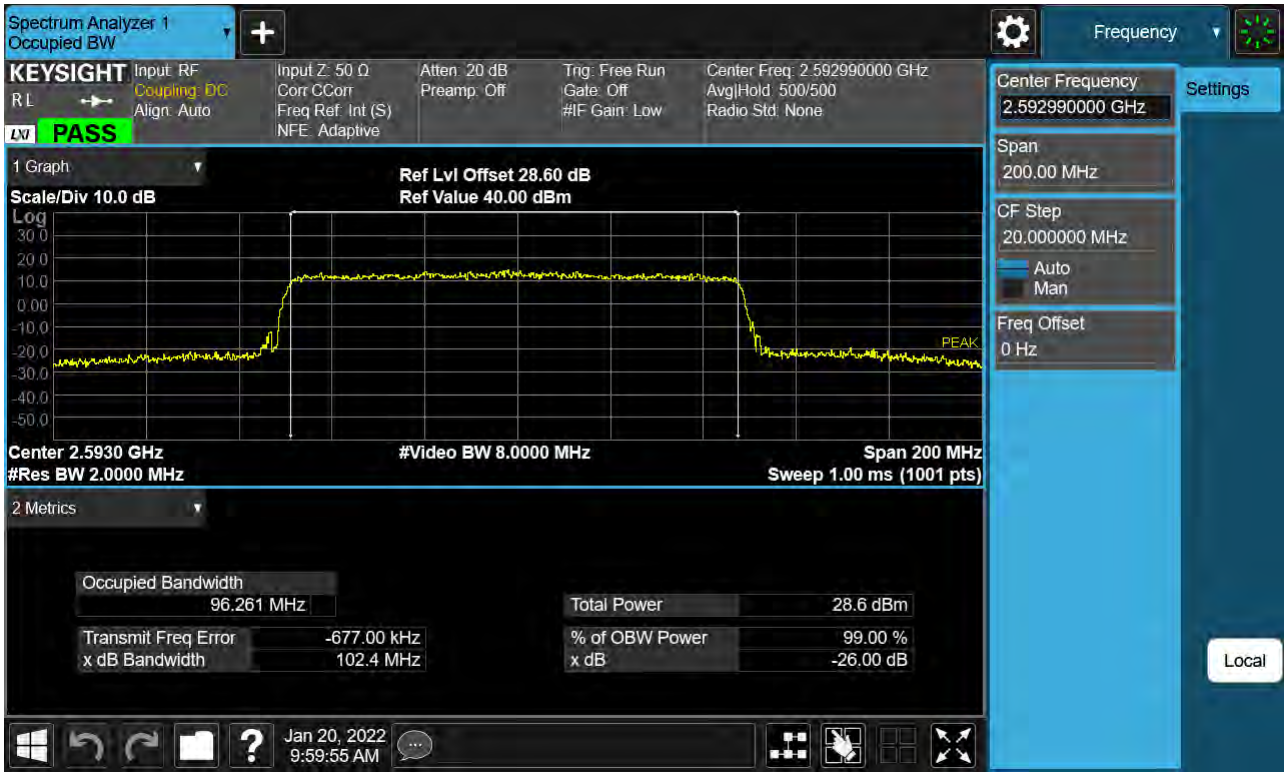 Spectrum Analyzer 1
Occupied BW
+
Frequency
KEYSIGHT
R L
LXI PASS
Input: RF
Coupling: DC
Align: Auto
Input Z: 50 Ω
Corr CCorr
Freq Ref: Int (S)
NFE: Adaptive
Atten: 20 dB
Preamp: Off
Trig: Free Run
Gate: Off
#IF Gain: Low
Center Freq: 2.592990000 GHz
Avg|Hold: 500/500
Radio Std: None
1 Graph
Scale/Div 10.0 dB
Ref Lvl Offset 28.60 dB
Ref Value 40.00 dBm
Log
30.0
20.0
10.0
0.00
-10.0
-20.0
-30.0
-40.0
-50.0
PEAK
Center 2.5930 GHz
#Res BW 2.0000 MHz
#Video BW 8.0000 MHz
Span 200 MHz
Sweep 1.00 ms (1001 pts)
2 Metrics
Occupied Bandwidth
96.261 MHz
Transmit Freq Error -677.00 kHz
x dB Bandwidth 102.4 MHz
Total Power 28.6 dBm
% of OBW Power 99.00 %
x dB -26.00 dB
Center Frequency
2.592990000 GHz
Span
200.00 MHz
CF Step
20.000000 MHz
Auto
Man
Freq Offset
0 Hz
Settings
Local
?
Jan 20, 2022
9:59:55 AM